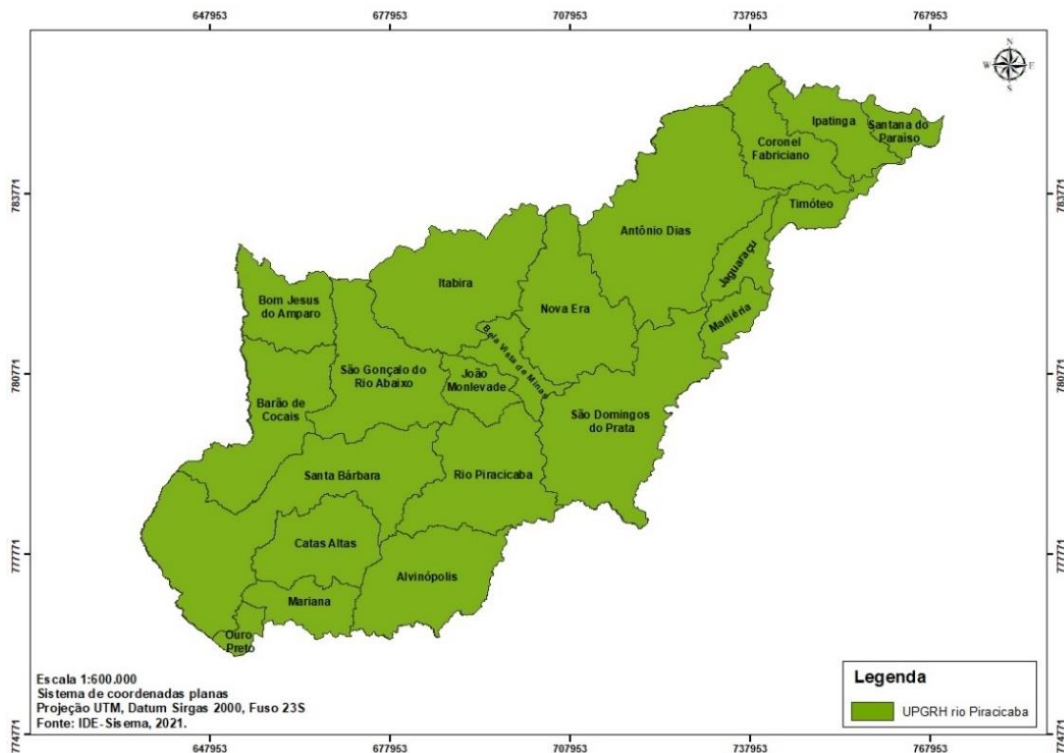 647953 677953 707953 737953 767953
N
W E
S
Ipatinga
Santana do
Paraíso
Coronel
Fabriciano
783771 783771
Timóteo
Antônio Dias
Jaguaraçu
Itabira
Bom Jesus
do Amparo
Nova Era
Marliéria
Bela Vista de Minas
780771 780771
São Gonçalo do
Rio Abaixo
João
Monlevade
Barão de
Cocais
São Domingos
do Prata
Santa Bárbara
Rio Piracicaba
Catas Altas
777771 777771
Alvinópolis
Mariana
Ouro
Preto
Escala 1:600.000
Sistema de coordenadas planas
Projeção UTM, Datum Sirgas 2000, Fuso 23S
Fonte: IDE-Sisema, 2021.
Legenda
UPGRH rio Piracicaba
774771 774771
647953 677953 707953 737953 767953